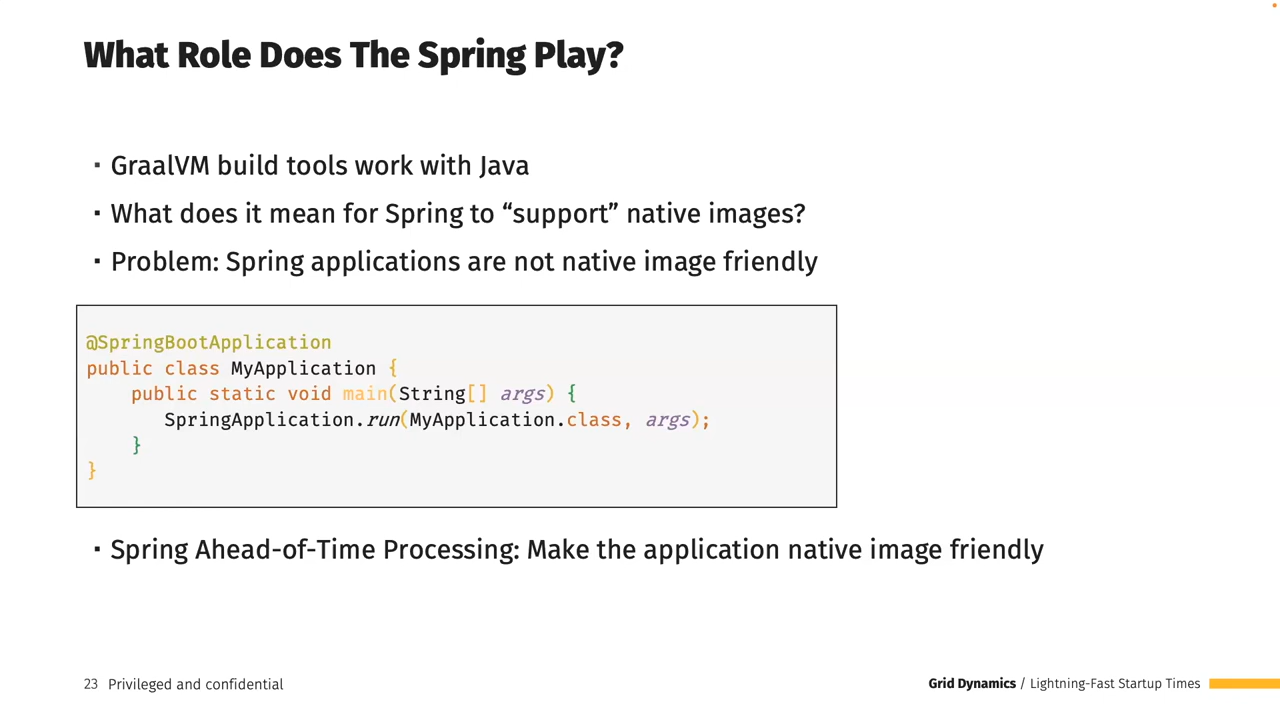 What Role Does The Spring Play?
▪ GraalVM build tools work with Java
▪ What does it mean for Spring to “support” native images?
▪ Problem: Spring applications are not native image friendly
@SpringBootApplication
public class MyApplication {
    public static void main(String[] args) {
       SpringApplication.run(MyApplication.class, args);
    }
}
▪ Spring Ahead-of-Time Processing: Make the application native image friendly
23 Privileged and confidential
Grid Dynamics / Lightning-Fast Startup Times